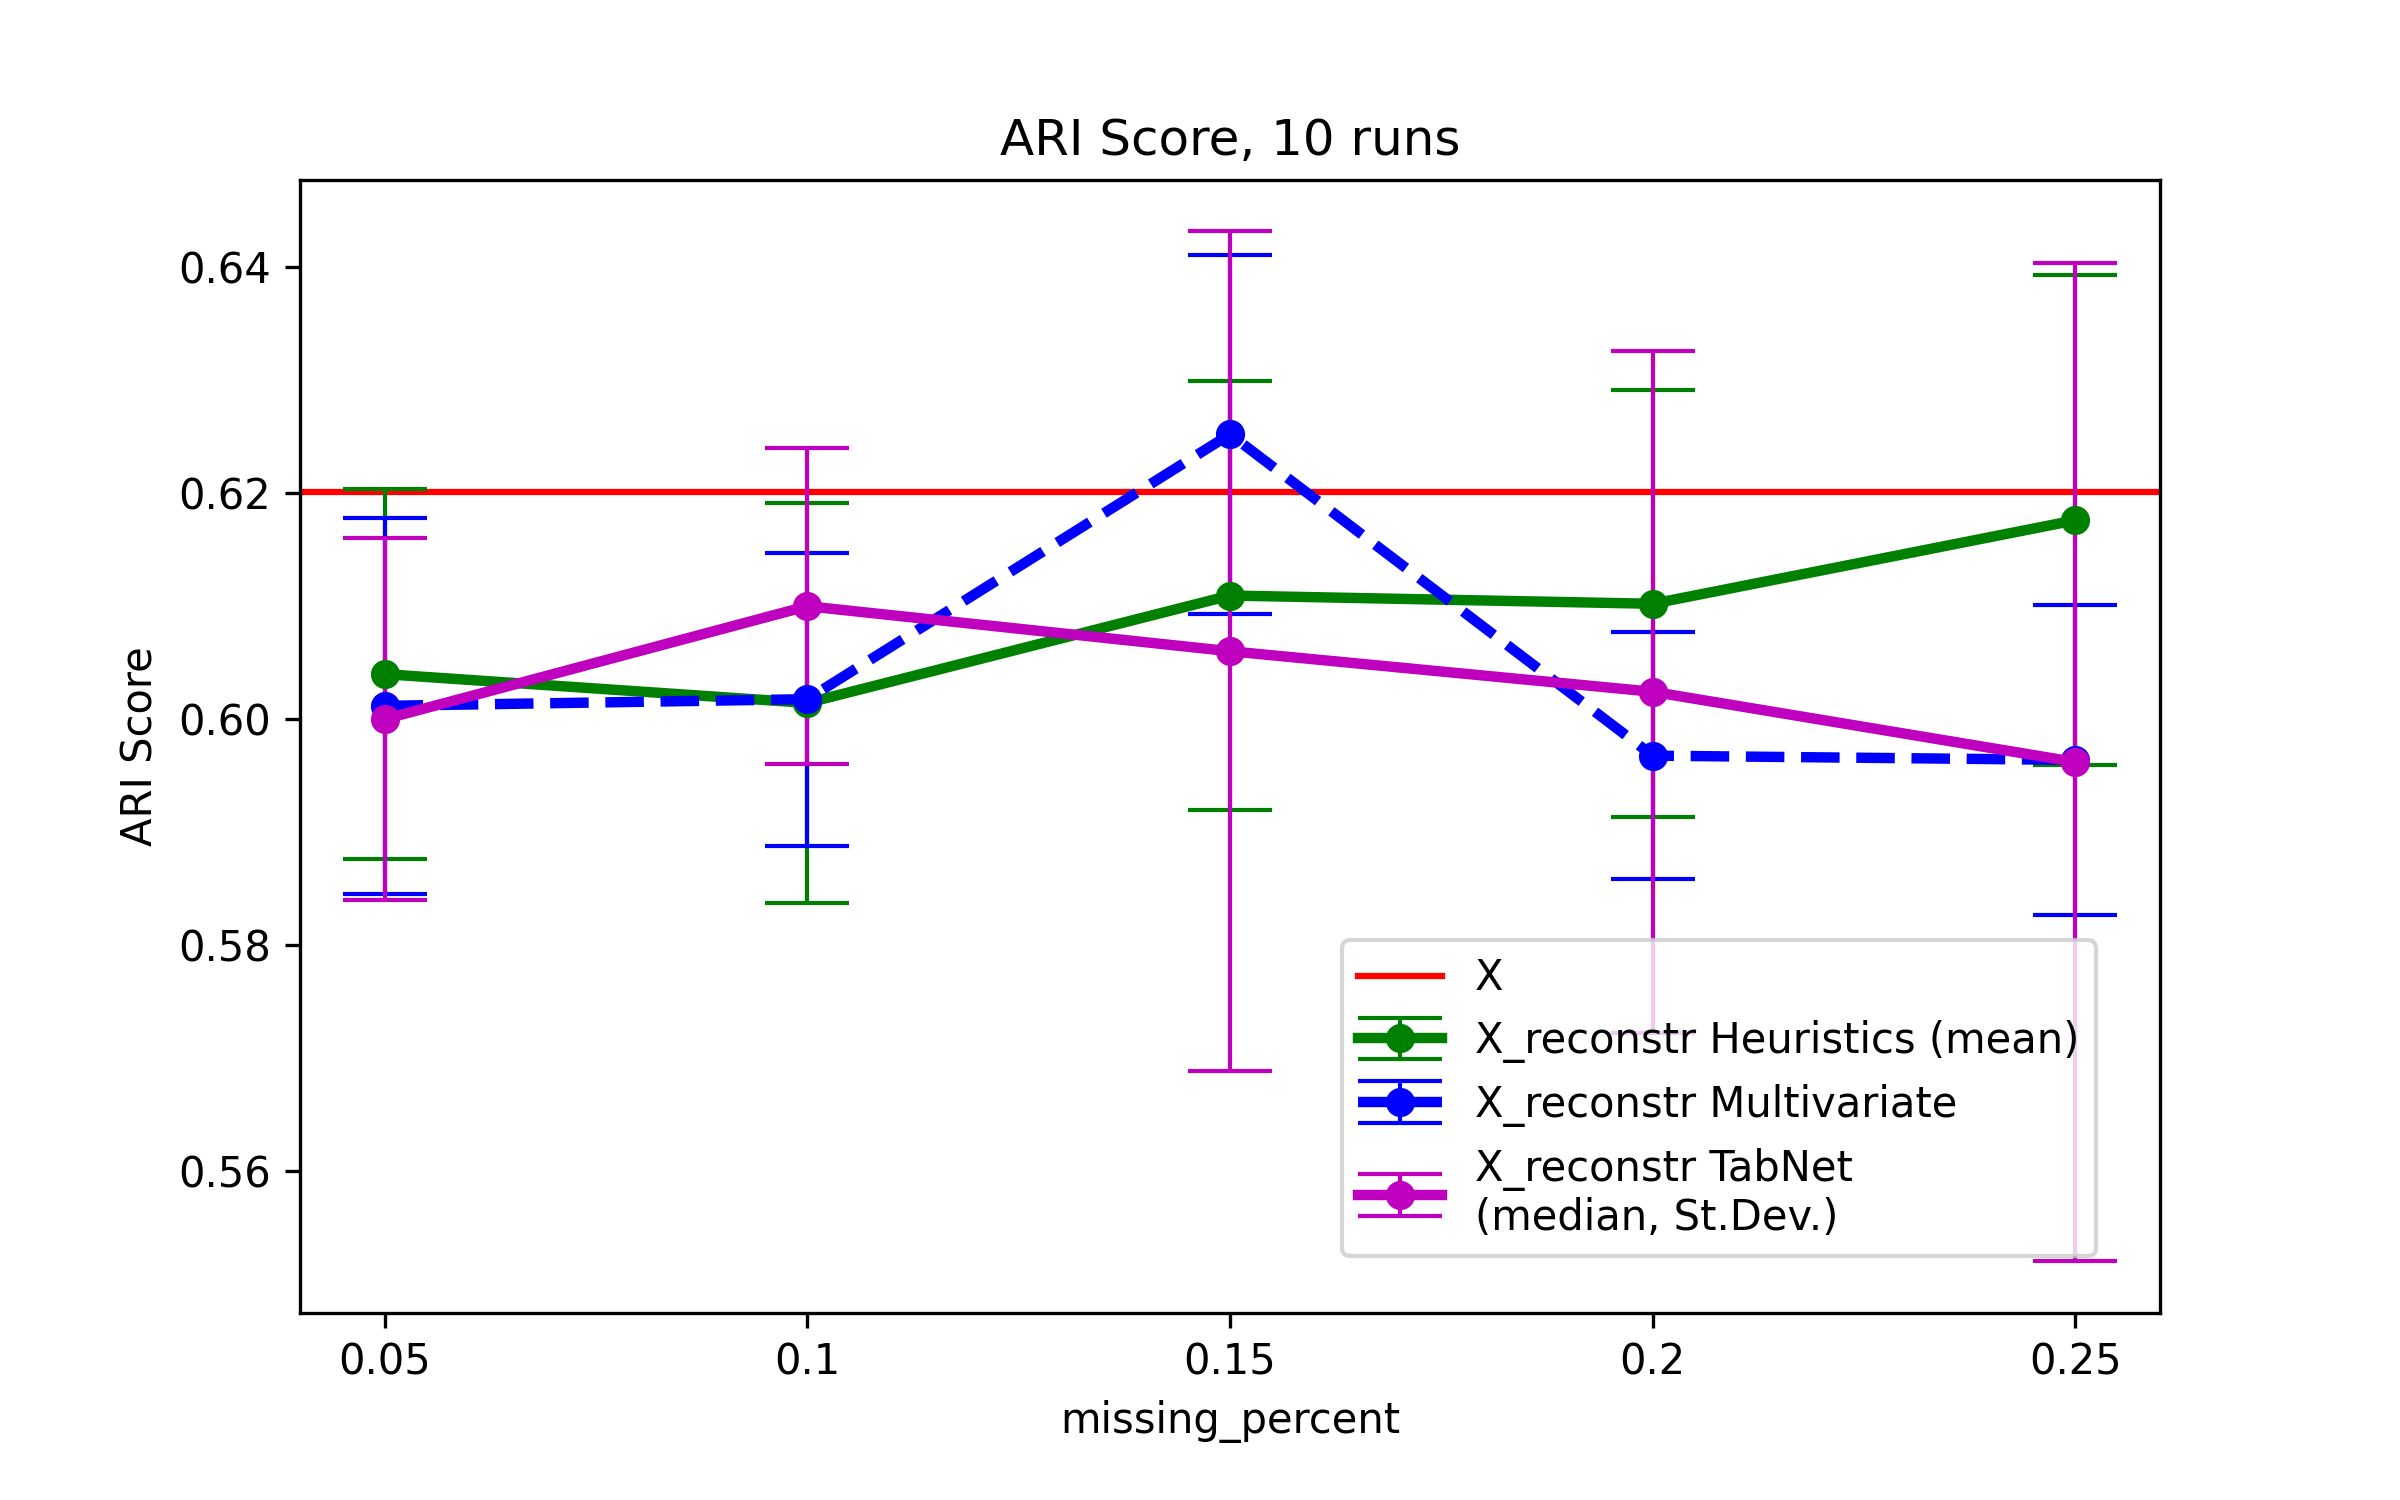 ARI Score, 10 runs
0.64
0.62
0.60
0.58
0.56
ARI Score
X
X_reconstr Heuristics (mean)
X_reconstr Multivariate
X_reconstr TabNet
(median, St.Dev.)
0.05
0.1
0.15
0.2
0.25
missing_percent